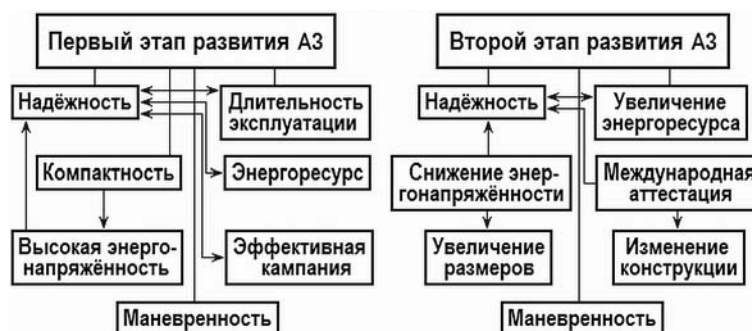 Первый этап развития АЗ
Надёжность
Длительность
эксплуатации
Компактность
Энергоресурс
Высокая энерго-
напряжённость
Эффективная
кампания
Маневренность
Второй этап развития АЗ
Надёжность
Увеличение
энергоресурса
Снижение энер-
гонапряжённости
Международная
аттестация
Увеличение
размеров
Изменение
конструкции
Маневренность